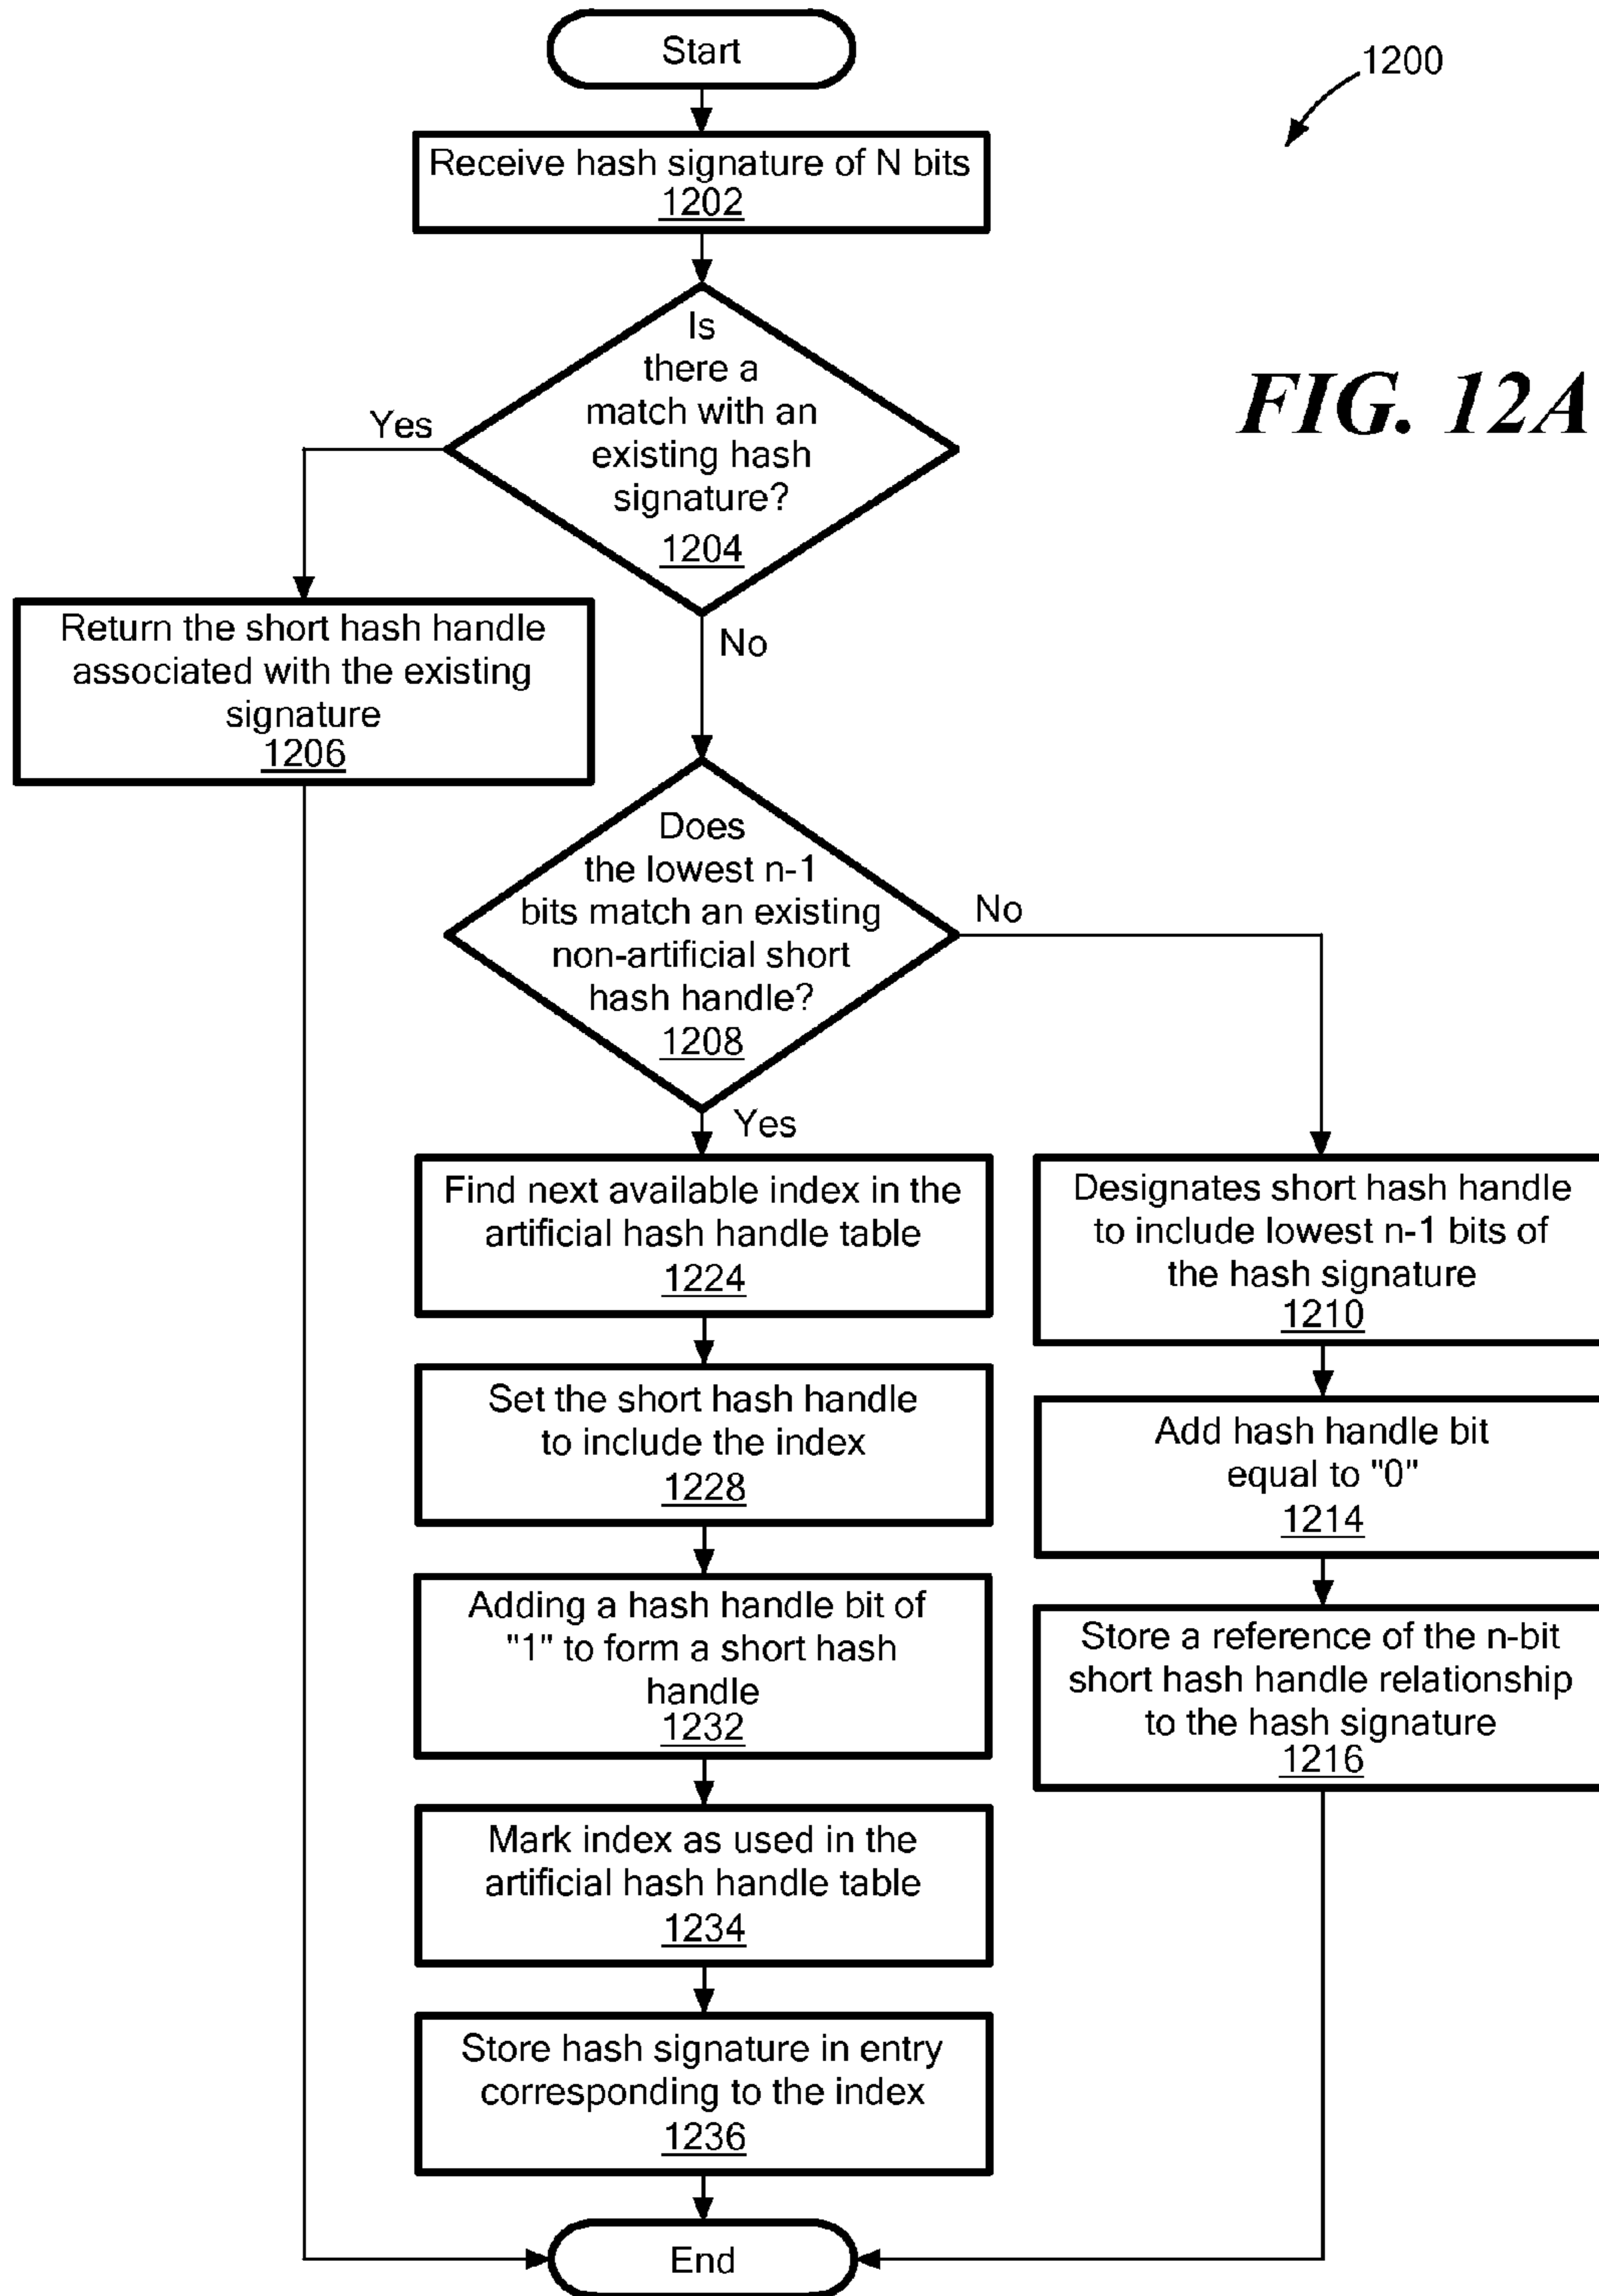 Start
1200
Receive hash signature of N bits
1202
FIG. 12A
Is
there a
match with an
existing hash
signature?
1204
Yes
No
Return the short hash handle
associated with the existing
signature
1206
Does
the lowest n-1
bits match an existing
non-artificial short
hash handle?
1208
No
Yes
Find next available index in the
artificial hash handle table
1224
Designates short hash handle
to include lowest n-1 bits of
the hash signature
1210
Set the short hash handle
to include the index
1228
Add hash handle bit
equal to "0"
1214
Adding a hash handle bit of
"1" to form a short hash
handle
1232
Store a reference of the n-bit
short hash handle relationship
to the hash signature
1216
Mark index as used in the
artificial hash handle table
1234
Store hash signature in entry
corresponding to the index
1236
End